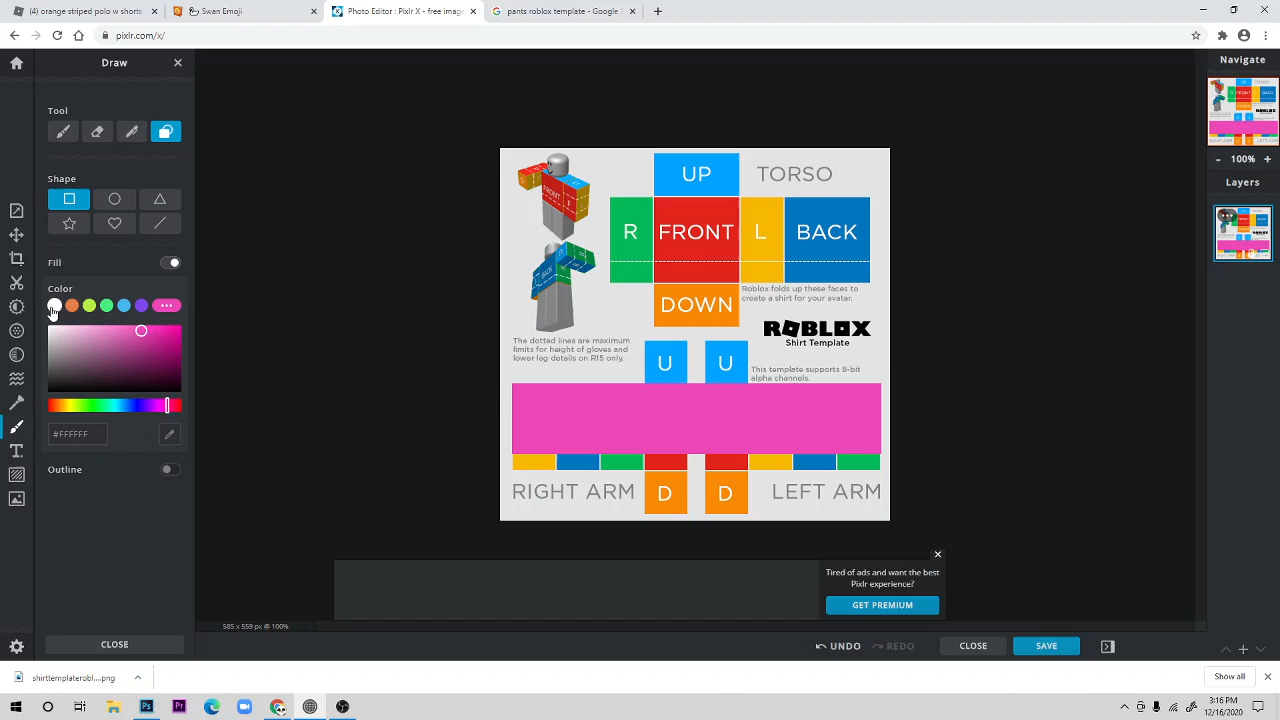 (4) orange striped polo w shorts
Swan Emoji
Photo Editor : Pixlr X - free imag
roblox templates - Google S
pixlr.com/x/
Draw
Navigate
Tool
Shape
Fill
Color
#FFFFFF
Outline
CLOSE
UP
TORSO
R
FRONT
L
BACK
DOWN
Roblox folds up these faces to
create a shirt for your avatar.
ROBLOX
Shirt Template
The dotted lines are maximum
limits for height of gloves and
lower leg details on R15 only.
U
U
This template supports 8-bit
alpha channels.
RIGHT ARM
D
D
LEFT ARM
- 100% +
Layers
Tired of ads and want the best
Pixlr experience?
GET PREMIUM
585 x 559 px @ 100%
UNDO
REDO
CLOSE
SAVE
shirttemplaterobl....png
Show all
3:16 PM
12/16/2020